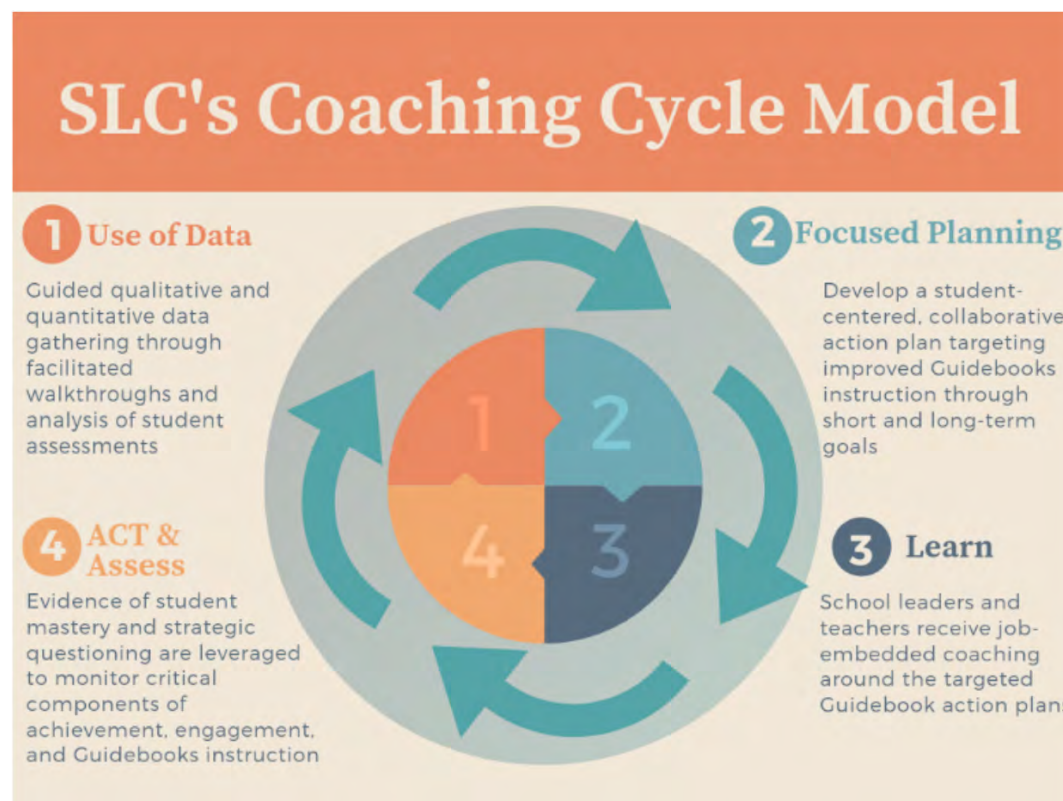 SLC's Coaching Cycle Model
1 Use of Data
Guided qualitative and
quantitative data
gathering through
facilitated
walkthroughs and
analysis of student
assessments
2 Focused Planning
Develop a student-
centered, collaborative
action plan targeting
improved Guidebooks
instruction through
short and long-term
goals
1
2
4
3
3 Learn
School leaders and
teachers receive job-
embedded coaching
around the targeted
Guidebook action plan
4 ACT &
Assess
Evidence of student
mastery and strategic
questioning are leveraged
to monitor critical
components of
achievement, engagement,
and Guidebooks instruction